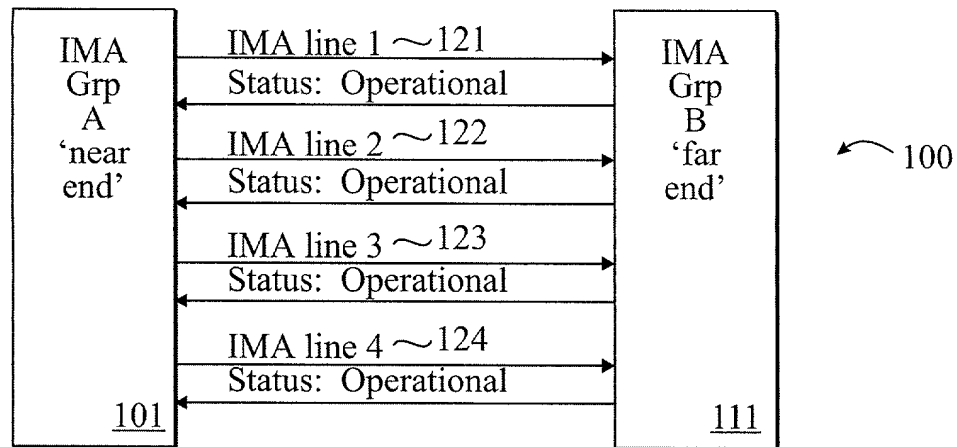 IMA
Grp
A
‘near
end’
101
IMA line 1 121
Status: Operational
IMA line 2 122
Status: Operational
IMA line 3 123
Status: Operational
IMA line 4 124
Status: Operational
IMA
Grp
B
‘far
end’
111
100